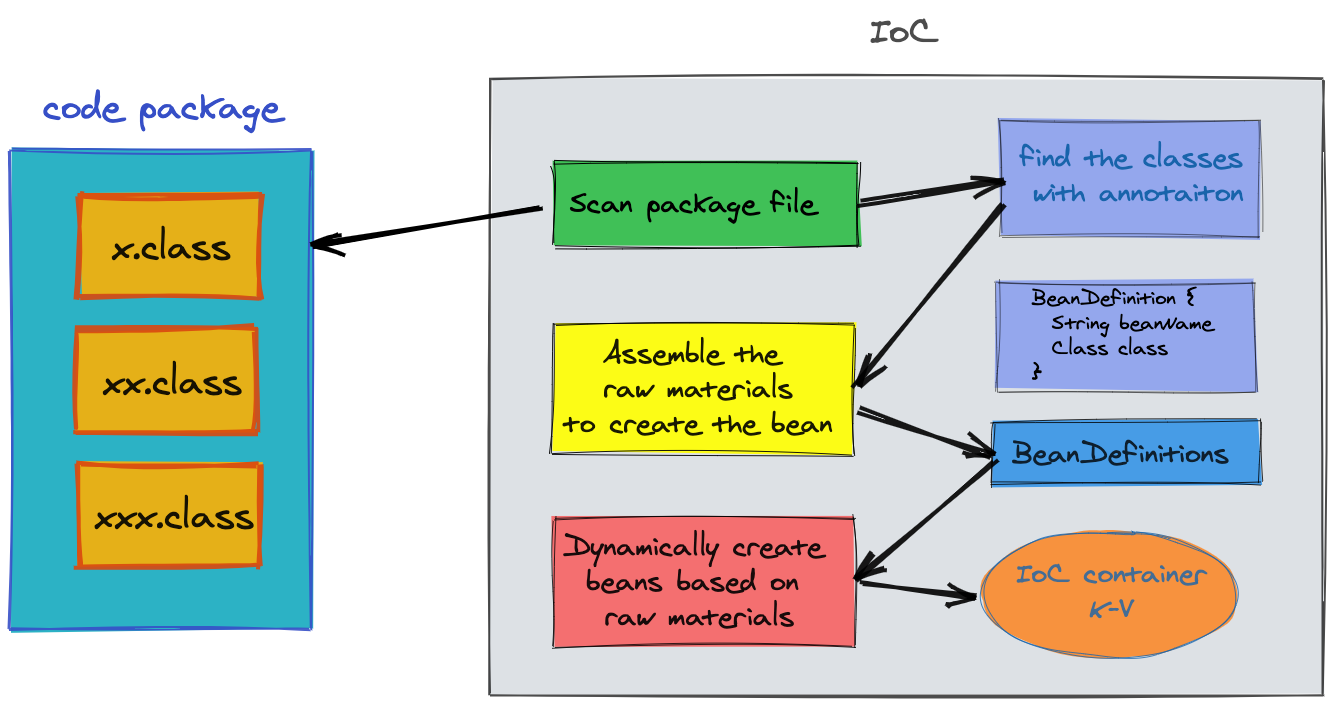 IoC
code package
x.class
xx.class
xxx.class
Scan package file
find the classes
with annotaiton
Assemble the
raw materials
to create the bean
BeanDefinition {
String beanName
Class class
}
BeanDefinitions
Dynamically create
beans based on
raw materials
IoC container
K-V